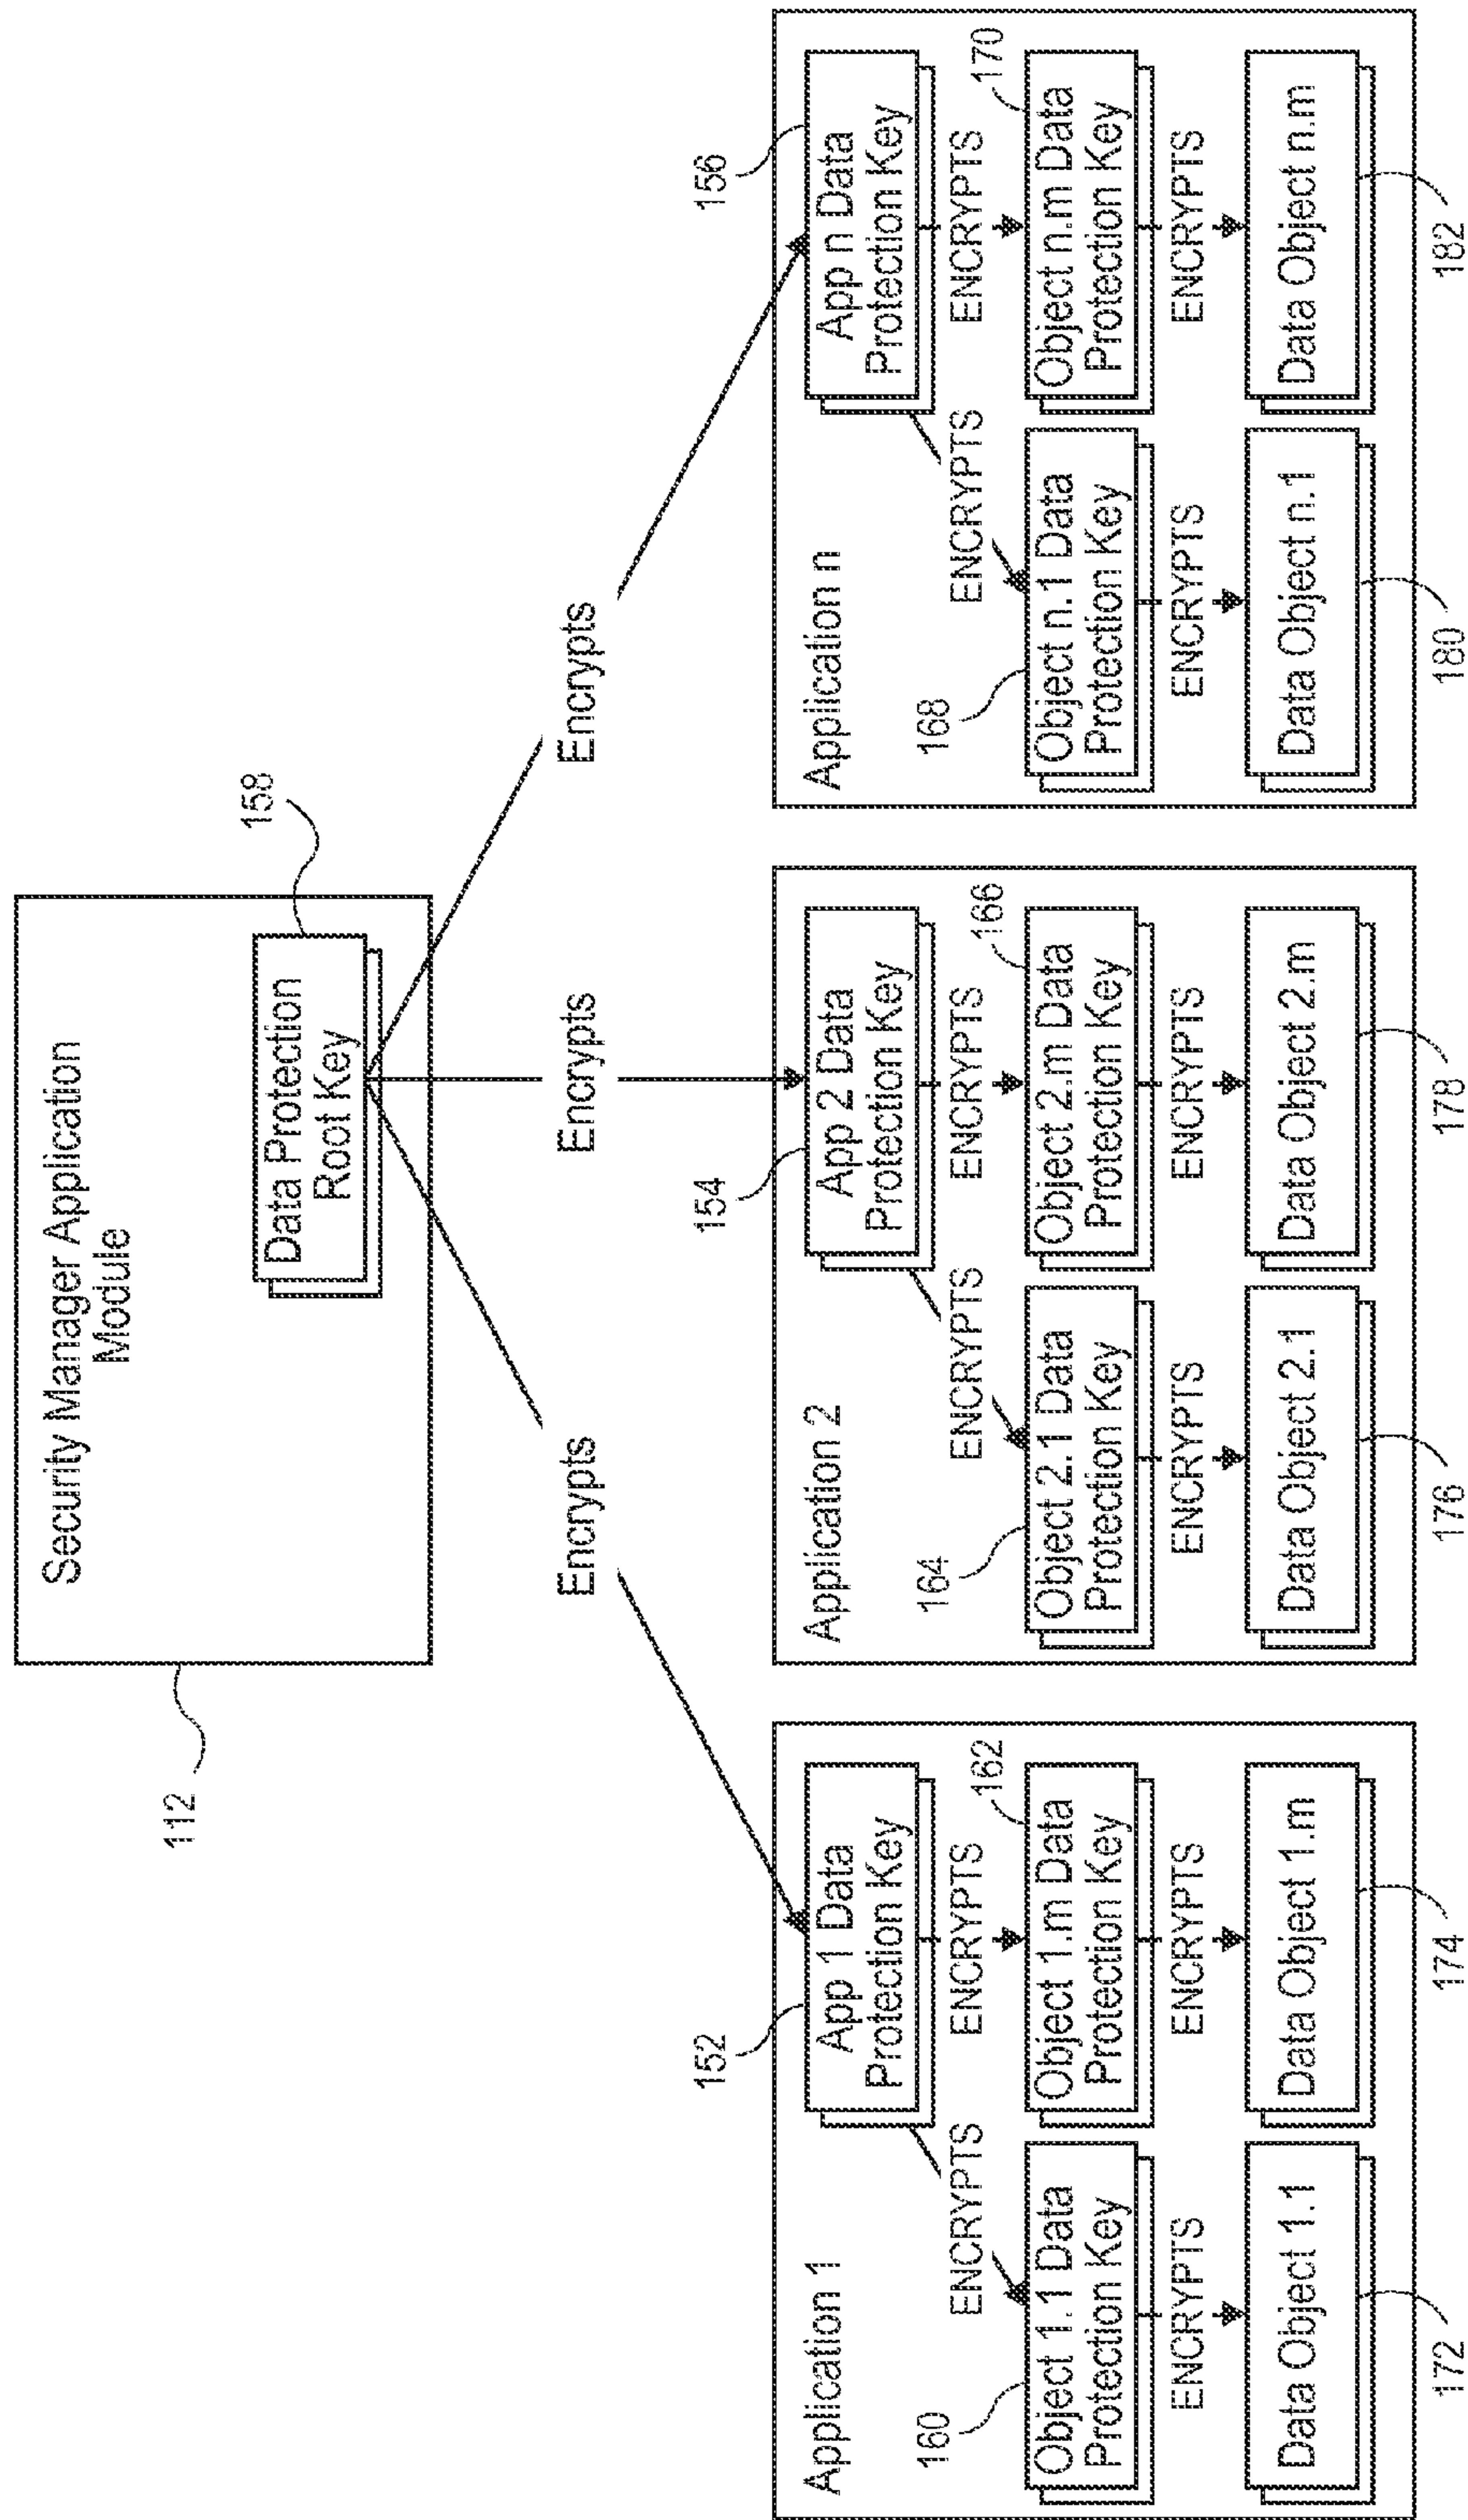 Security Manager Application
Module
112
Data Protection
Root Key
158
Encrypts
Encrypts
Encrypts
Application 1
152
App 1 Data
Protection Key
ENCRYPTS
ENCRYPTS
160
Object 1.1 Data
Protection Key
162
Object 1.m Data
Protection Key
ENCRYPTS
ENCRYPTS
Data Object 1.1
Data Object 1.m
172
174
Application 2
154
App 2 Data
Protection Key
ENCRYPTS
ENCRYPTS
164
Object 2.1 Data
Protection Key
166
Object 2.m Data
Protection Key
ENCRYPTS
ENCRYPTS
Data Object 2.1
Data Object 2.m
176
178
Application n
156
App n Data
Protection Key
ENCRYPTS
ENCRYPTS
168
Object n.1 Data
Protection Key
170
Object n.m Data
Protection Key
ENCRYPTS
ENCRYPTS
Data Object n.1
Data Object n.m
180
182